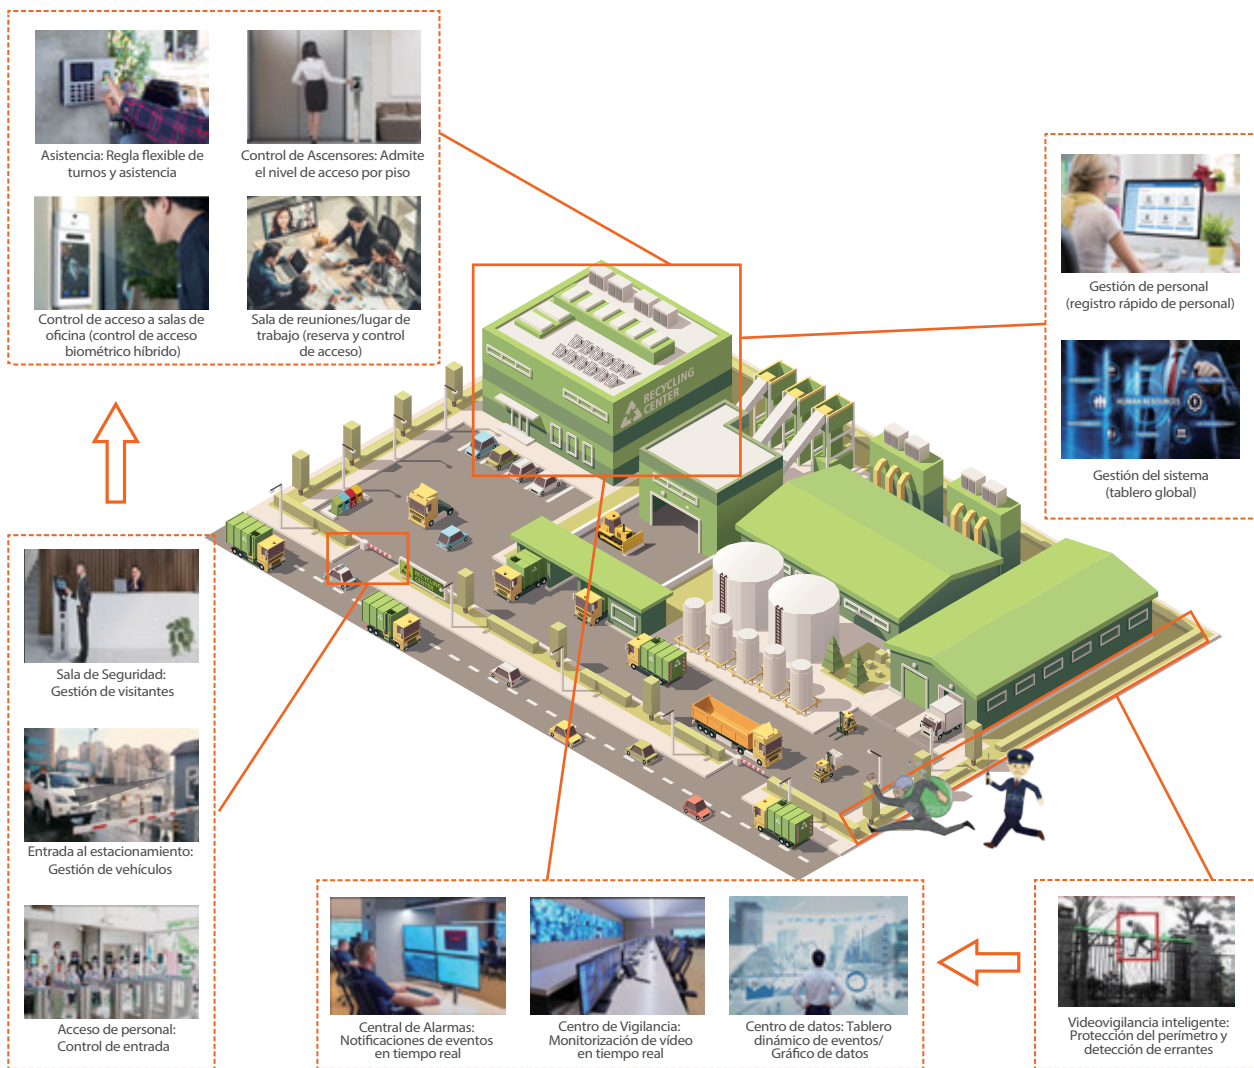 Asistencia: Regla flexible de
turnos y asistencia
Control de Ascensores: Admite
el nivel de acceso por piso
Control de acceso a salas de
oficina (control de acceso
biométrico híbrido)
Sala de reuniones/lugar de
trabajo (reserva y control
de acceso)
Gestión de personal
(registro rápido de personal)
HUMAN RESOURCES
Gestión del sistema
(tablero global)
RECYCLING
CENTER
RECYCLING
CENTER
Sala de Seguridad:
Gestión de visitantes
Entrada al estacionamiento:
Gestión de vehículos
Acceso de personal:
Control de entrada
Central de Alarmas:
Notificaciones de eventos
en tiempo real
Centro de Vigilancia:
Monitorización de vídeo
en tiempo real
Centro de datos: Tablero
dinámico de eventos/
Gráfico de datos
Videovigilancia inteligente:
Protección del perímetro y
detección de errantes